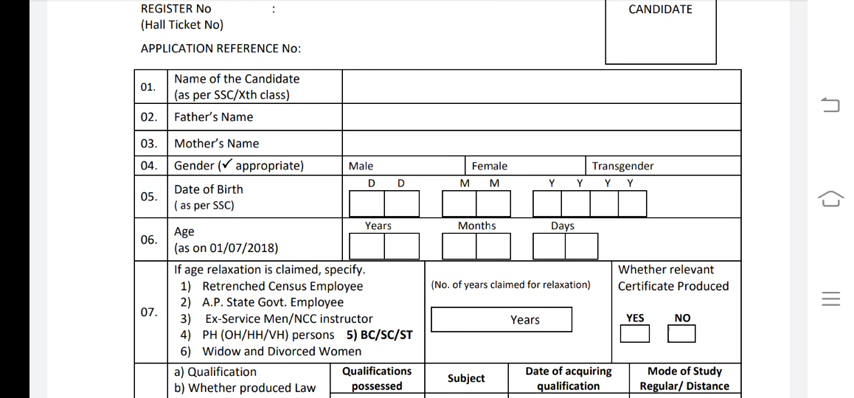 REGISTER No :
CANDIDATE
(Hall Ticket No)
APPLICATION REFERENCE No:
01. Name of the Candidate
(as per SSC/Xth class)
02. Father's Name
03. Mother's Name
04. Gender (✓ appropriate) Male Female Transgender
05. Date of Birth
( as per SSC)
D D M M Y Y Y Y
06. Age
(as on 01/07/2018)
Years Months Days
07. If age relaxation is claimed, specify.
1) Retrenched Census Employee
2) A.P. State Govt. Employee
3) Ex-Service Men/NCC instructor
4) PH (OH/HH/VH) persons 5) BC/SC/ST
6) Widow and Divorced Women
(No. of years claimed for relaxation)
Years
Whether relevant
Certificate Produced
YES NO
a) Qualification
b) Whether produced Law
Qualifications
possessed
Subject
Date of acquiring
qualification
Mode of Study
Regular/ Distance